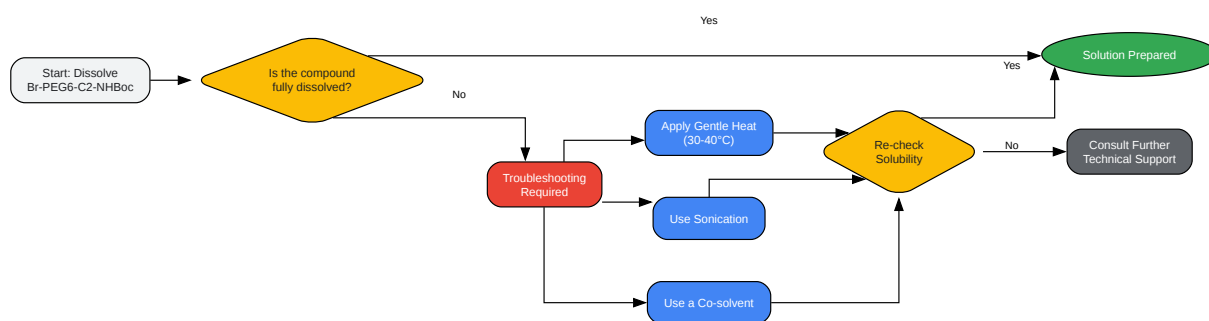 Yes
Start: Dissolve
Br-PEG6-C2-NHBoc
Is the compound
fully dissolved?
Solution Prepared
Yes
No
Apply Gentle Heat
(30-40°C)
Re-check
Solubility
No
Consult Further
Technical Support
Troubleshooting
Required
Use Sonication
Use a Co-solvent